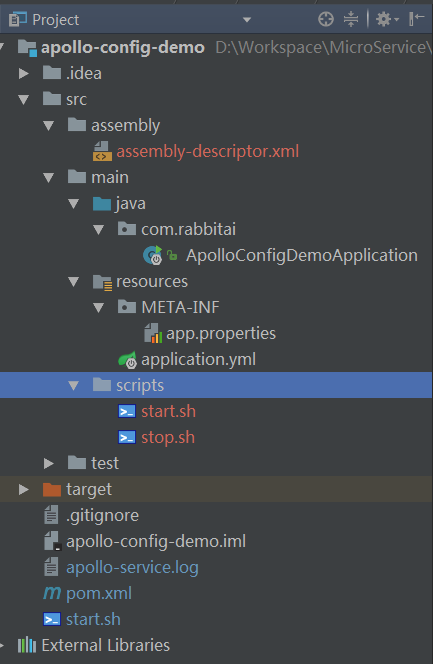 Project
apollo-config-demo D:\Workspace\MicroService\
.idea
src
assembly
assembly-descriptor.xml
main
java
com.rabbitai
ApolloConfigDemoApplication
resources
META-INF
app.properties
application.yml
scripts
start.sh
stop.sh
test
target
.gitignore
apollo-config-demo.iml
apollo-service.log
pom.xml
start.sh
External Libraries